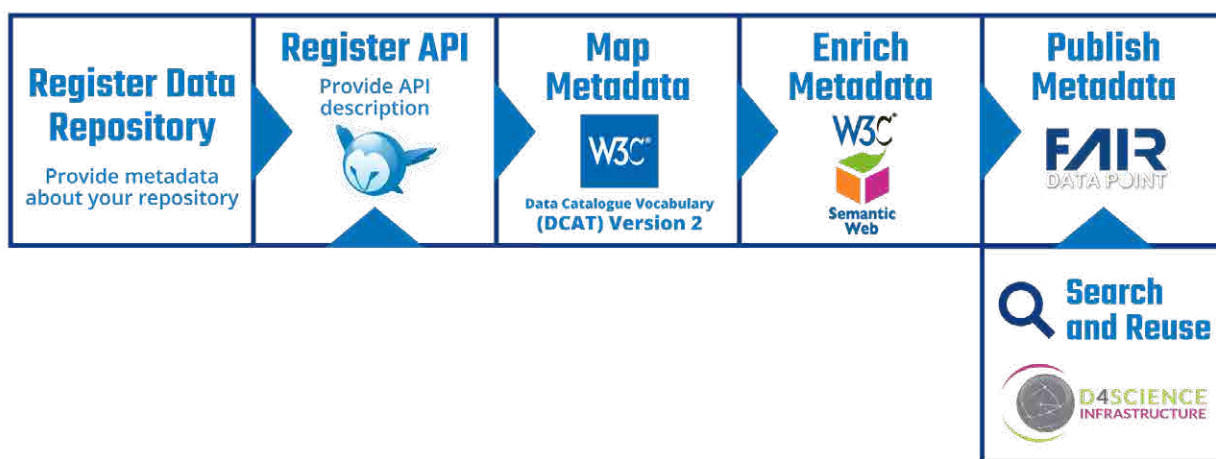 Register Data
Repository
Provide metadata
about your repository
Register API
Provide API
description
Map
Metadata
W3C®
Data Catalogue Vocabulary
(DCAT) Version 2
Enrich
Metadata
W3C®
Semantic
Web
Publish
Metadata
FAIR
DATA POINT
Search
and Reuse
D4SCIENCE
INFRASTRUCTURE